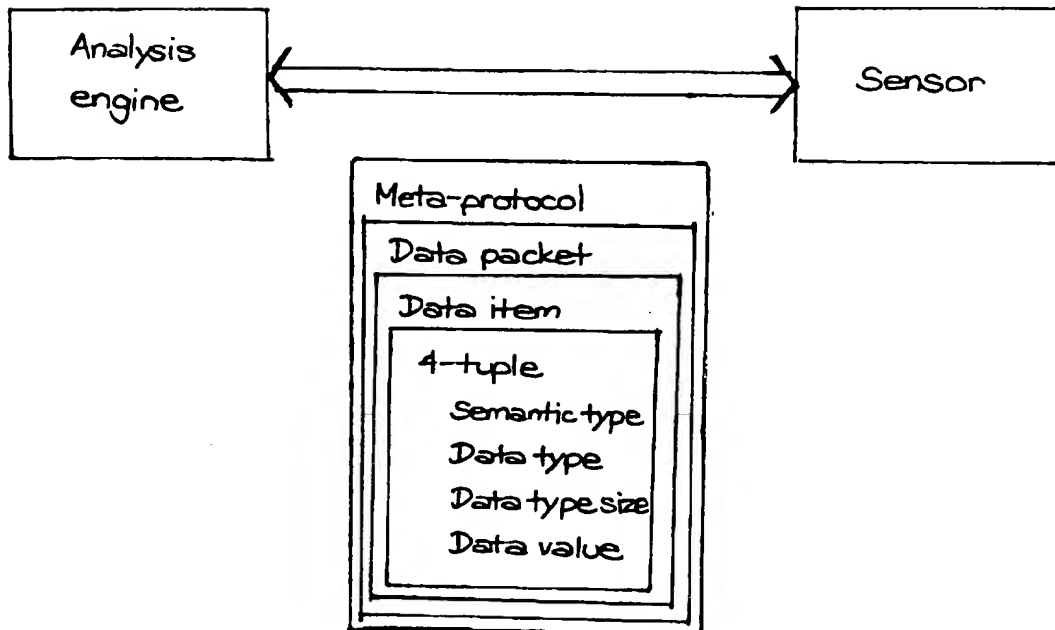 Analysis
engine
Sensor
Meta-protocol
Data packet
Data item
4-tuple
Semantic type
Data type
Data type size
Data value